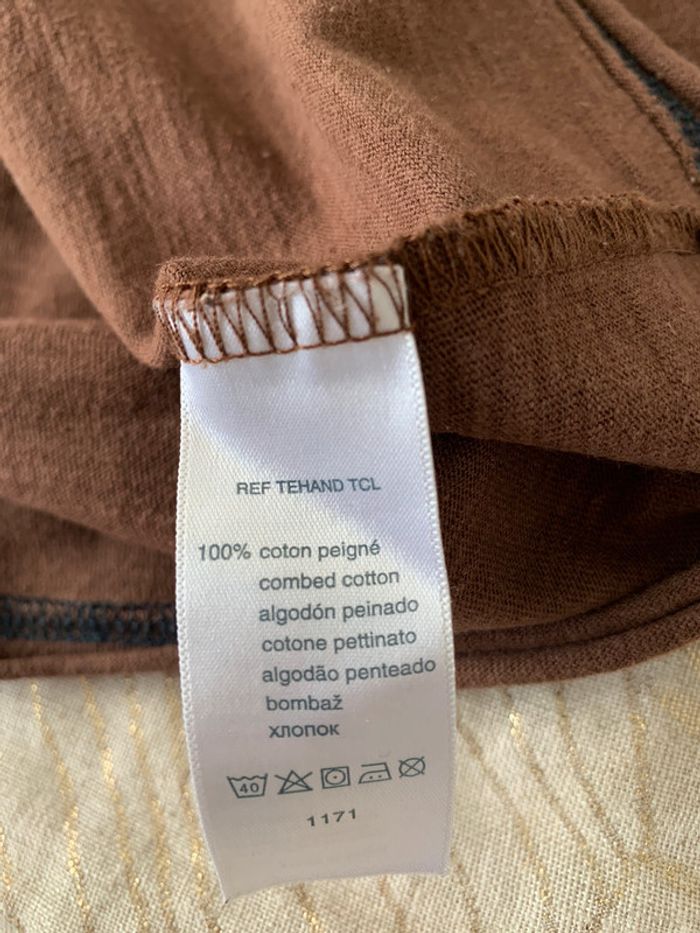 REF TEHAND TCL
100% coton peigné
combed cotton
algodón peinado
cotone pettinato
algodão penteado
bombaž
хлопок
40
1171